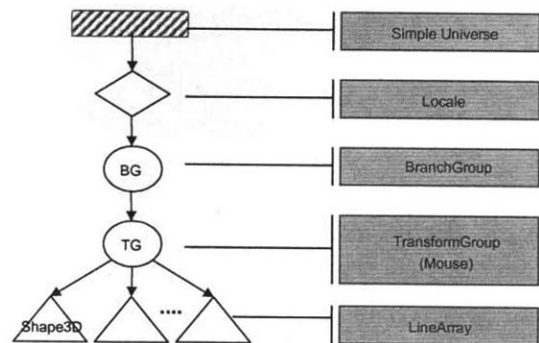 Simple Universe
Locale
BG
BranchGroup
TG
TransformGroup
(Mouse)
Shape3D
....
LineArray